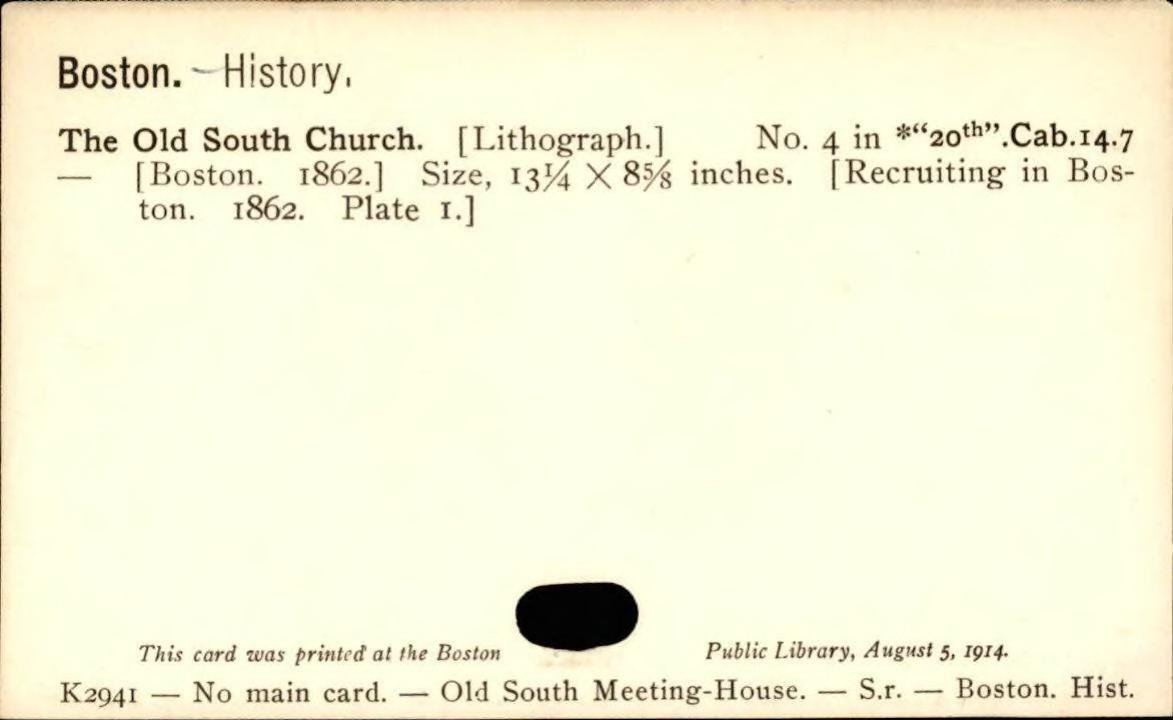 Boston. – History.
The Old South Church. [Lithograph.] No. 4 in *“20th”.Cab.14.7
— [Boston. 1862.] Size, 13¼ × 8⅝ inches. [Recruiting in Bos-
ton. 1862. Plate 1.]
This card was printed at the Boston Public Library, August 5, 1914.
K2941 — No main card. — Old South Meeting-House. — S.r. — Boston. Hist.